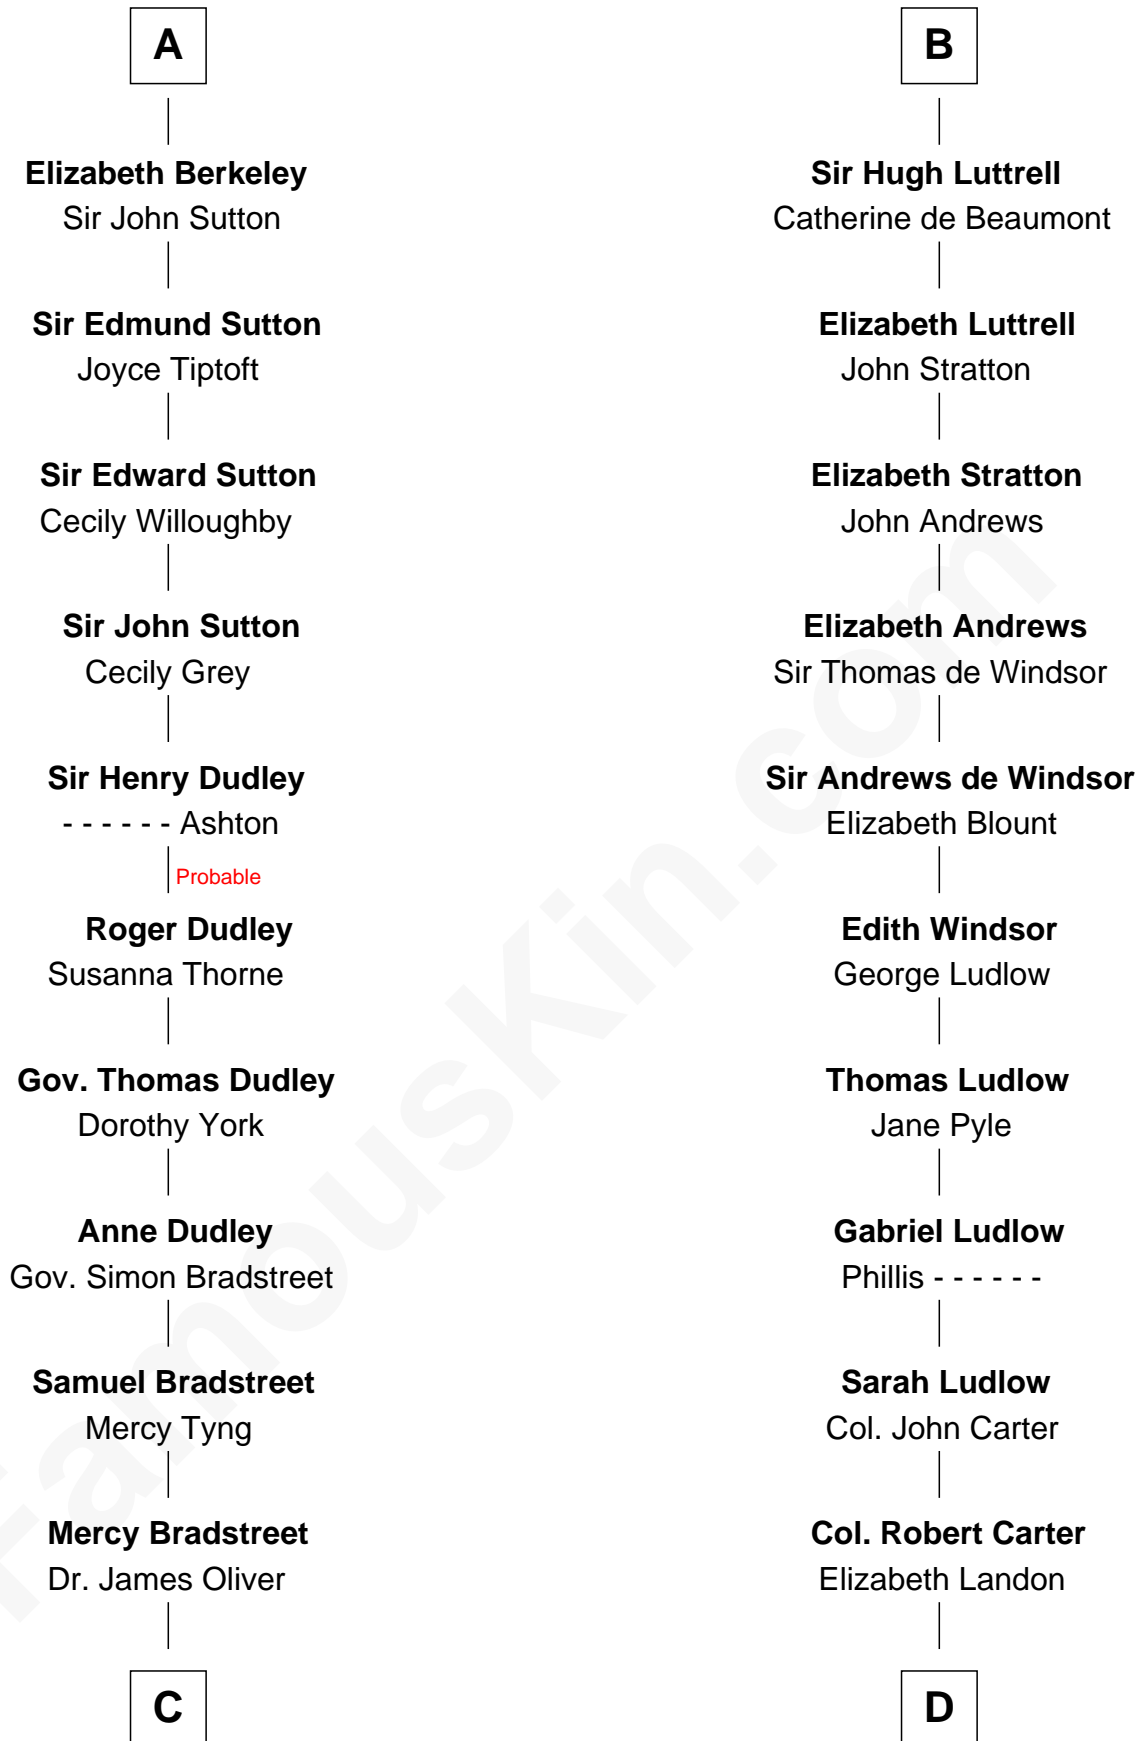 A
Elizabeth Berkeley
Sir John Sutton
Sir Edmund Sutton
Joyce Tiptoft
Sir Edward Sutton
Cecily Willoughby
Sir John Sutton
Cecily Grey
Sir Henry Dudley
- - - - - - Ashton
Probable
Roger Dudley
Susanna Thorne
Gov. Thomas Dudley
Dorothy York
Anne Dudley
Gov. Simon Bradstreet
Samuel Bradstreet
Mercy Tyng
Mercy Bradstreet
Dr. James Oliver
C
B
Sir Hugh Luttrell
Catherine de Beaumont
Elizabeth Luttrell
John Stratton
Elizabeth Stratton
John Andrews
Elizabeth Andrews
Sir Thomas de Windsor
Sir Andrews de Windsor
Elizabeth Blount
Edith Windsor
George Ludlow
Thomas Ludlow
Jane Pyle
Gabriel Ludlow
Phillis - - - - - -
Sarah Ludlow
Col. John Carter
Col. Robert Carter
Elizabeth Landon
D
FamousKin.com